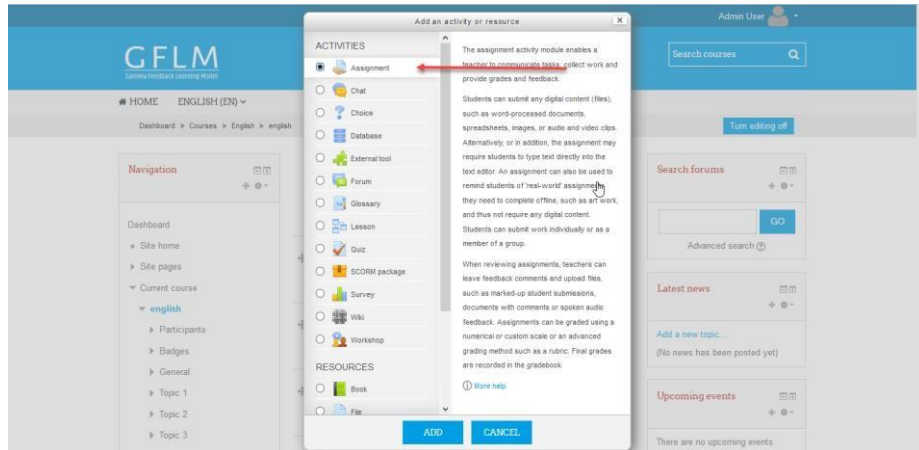 Add an activity or resource
Admin User
GFLM
Gamma Feedback Learning Model
Search courses
HOME ENGLISH (EN)
Dashboard » Courses » English » english
Turn editing off
Navigation
Dashboard
Site home
Site pages
Current course
english
Participants
Badges
General
Topic 1
Topic 2
Topic 3
ACTIVITIES
Assignment
Chat
Choice
Database
External tool
Forum
Glossary
Lesson
Quiz
SCORM package
Survey
Wiki
Workshop
RESOURCES
Book
File
The assignment activity module enables a
teacher to communicate tasks, collect work and
provide grades and feedback.
Students can submit any digital content (files),
such as word-processed documents,
spreadsheets, images, or audio and video clips.
Alternatively, or in addition, the assignment may
require students to type text directly into the
text editor. An assignment can also be used to
remind students of 'real-world' assignments
they need to complete offline, such as art work,
and thus not require any digital content.
Students can submit work individually or as a
member of a group.
When reviewing assignments, teachers can
leave feedback comments and upload files,
such as marked-up student submissions,
documents with comments or spoken audio
feedback. Assignments can be graded using a
numerical or custom scale or an advanced
grading method such as a rubric. Final grades
are recorded in the gradebook.
More help
ADD CANCEL
Search forums
GO
Advanced search
Latest news
Add a new topic...
(No news has been posted yet)
Upcoming events
There are no upcoming events